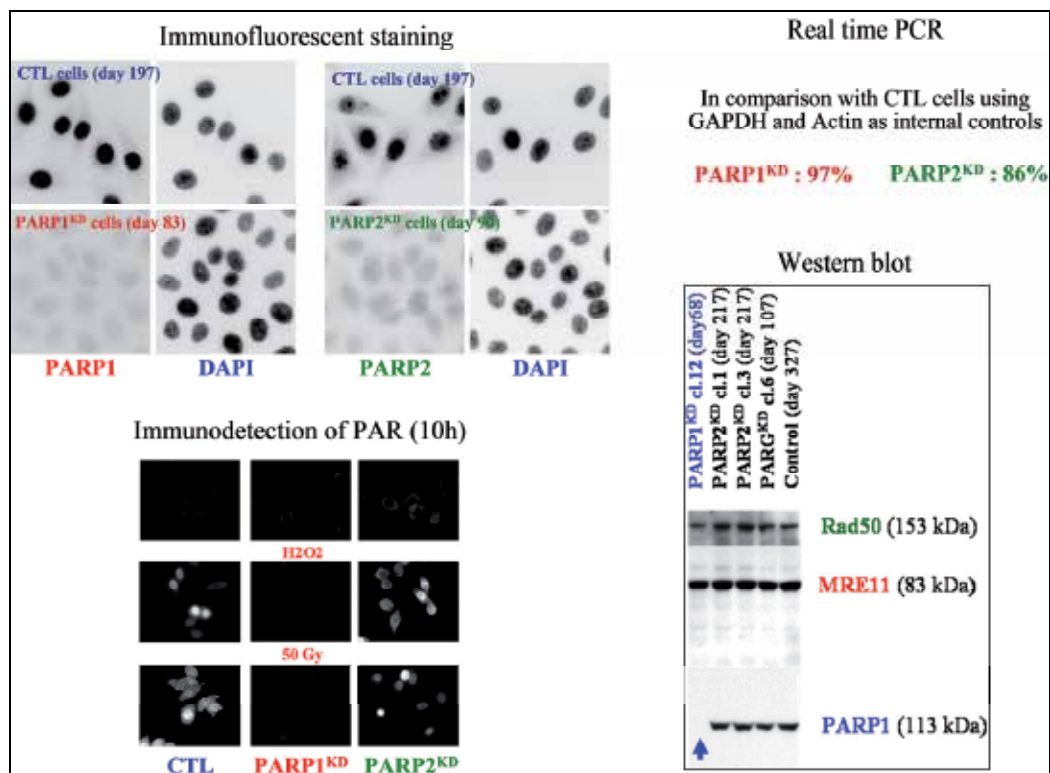 Immunofluorescent staining
CTL cells (day 197)
CTL cells (day 197)
PARP1KD cells (day 83)
PARP2KD cells (day 90)
PARP1
DAPI
PARP2
DAPI
Immunodetection of PAR (10h)
H2O2
50 Gy
CTL
PARP1KD
PARP2KD
Real time PCR
In comparison with CTL cells using
GAPDH and Actin as internal controls
PARP1KD : 97%
PARP2KD : 86%
Western blot
PARP1KD cl.12 (day68)
PARP2KD cl.1 (day 217)
PARP2KD cl.3 (day 217)
PARGKD cl.6 (day 107)
Control (day 327)
Rad50 (153 kDa)
MRE11 (83 kDa)
PARP1 (113 kDa)